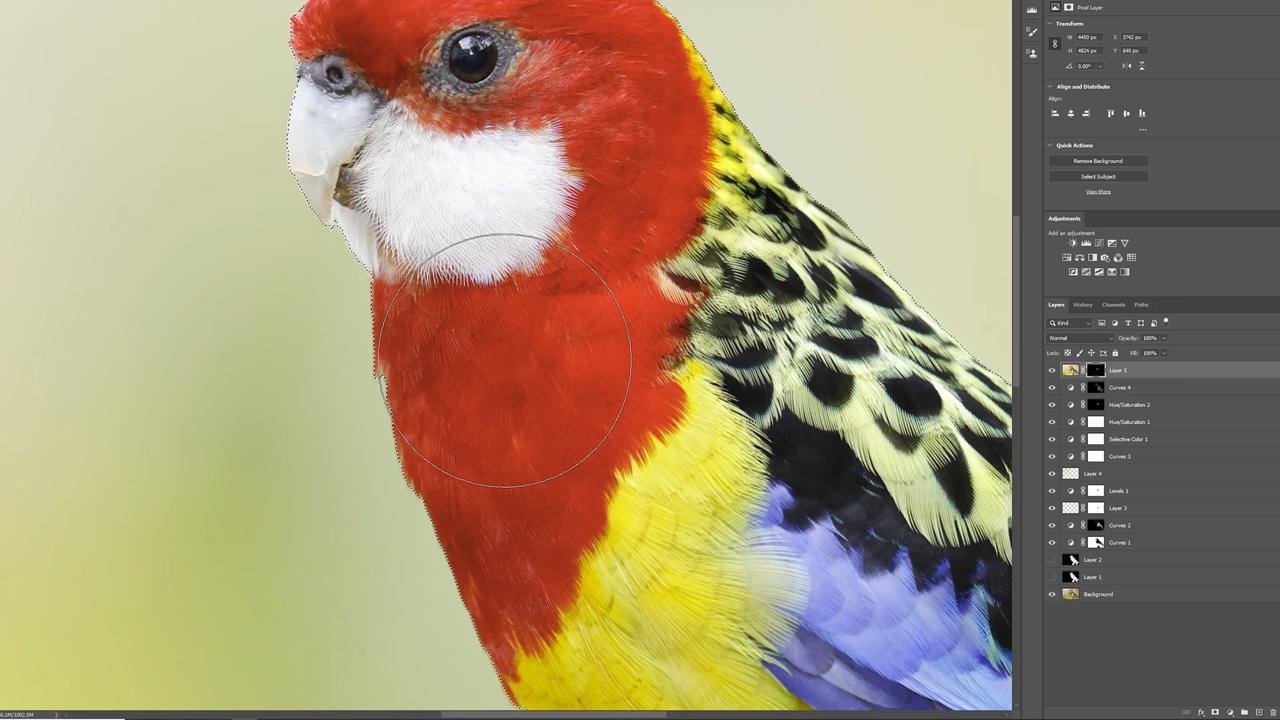 Pixel Layer
Transform
W 4450 px X 3742 px
H 4824 px Y 640 px
0.00°
Align and Distribute
Align:
Quick Actions
Remove Background
Select Subject
View More
Adjustments
Add an adjustment
Layers History Channels Paths
Kind
Normal Opacity: 100%
Lock: Fill: 100%
Layer 5
Curves 4
Hue/Saturation 2
Hue/Saturation 1
Selective Color 1
Curves 3
Layer 4
Levels 1
Layer 3
Curves 2
Curves 1
Layer 2
Layer 1
Background